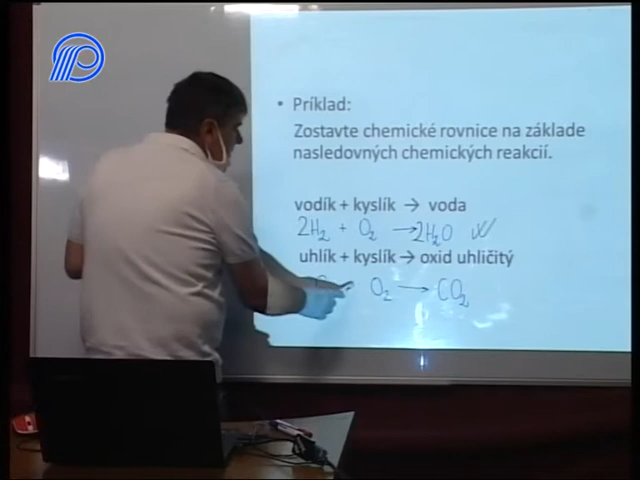 • Príklad:
Zostavte chemické rovnice na základe
nasledovných chemických reakcií.
vodík + kyslík → voda
2H₂ + O₂ → 2H₂O
uhlík + kyslík → oxid uhličitý
O₂ → CO₂